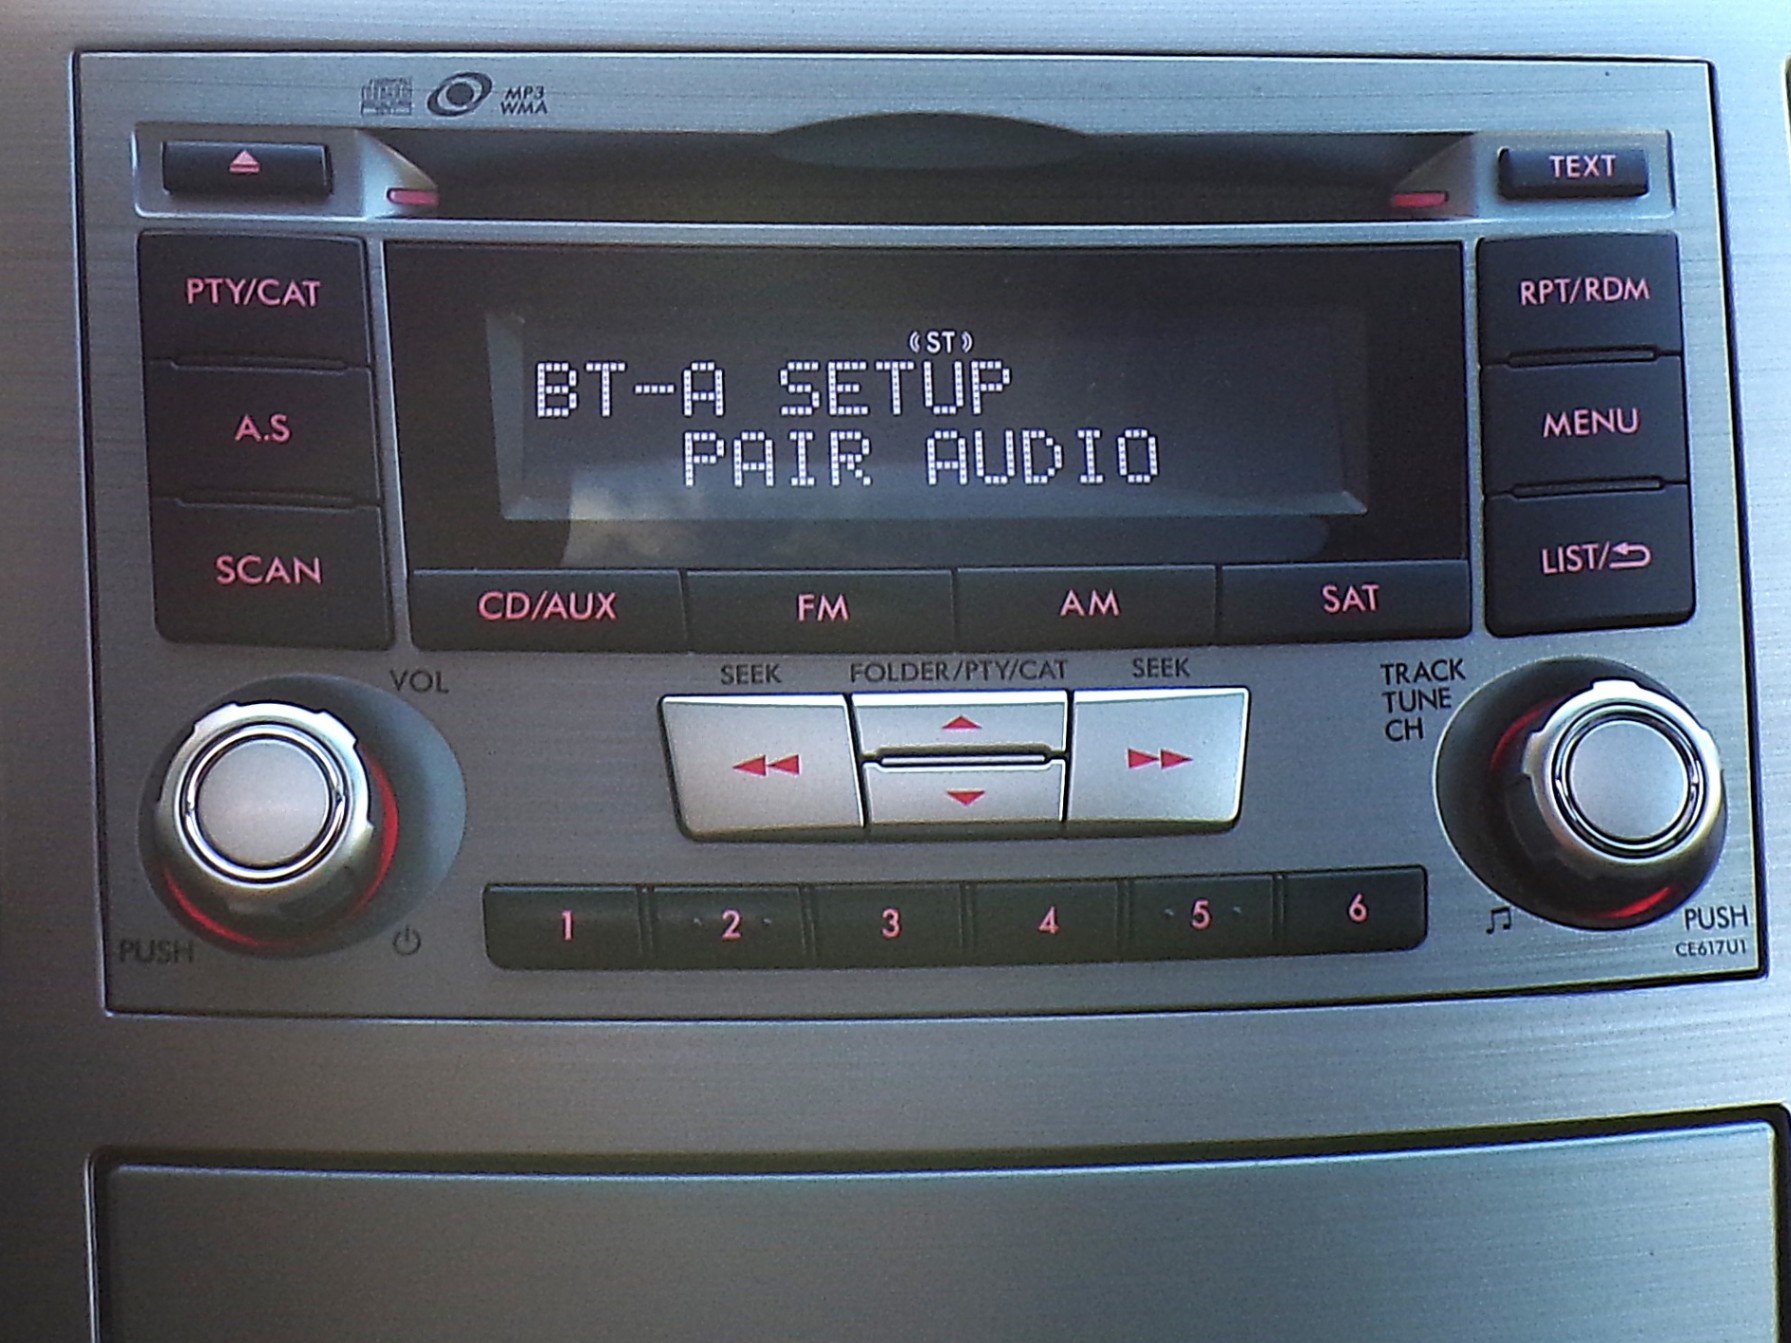 MP3
WMA
TEXT
PTY/CAT
A.S
SCAN
(ST)
BT-A SETUP
PAIR AUDIO
RPT/RDM
MENU
LIST/
CD/AUX
FM
AM
SAT
VOL
SEEK
FOLDER/PTY/CAT
SEEK
TRACK
TUNE
CH
PUSH
1
2
3
4
5
6
PUSH
CE617U1